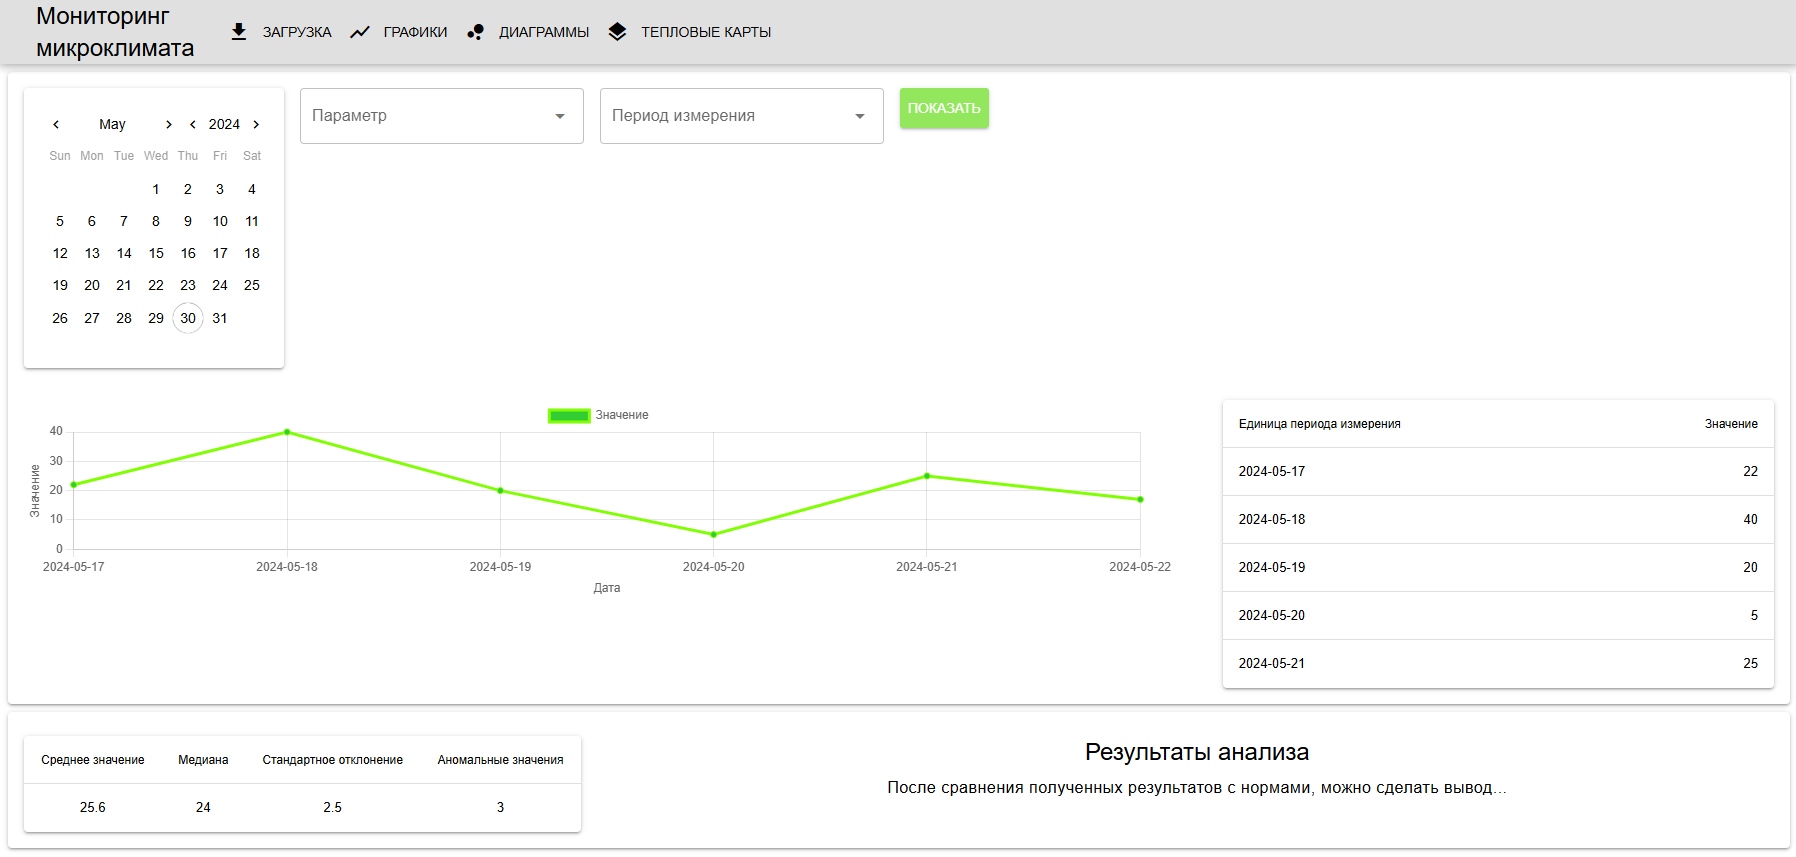 Мониторинг
микроклимата
ЗАГРУЗКА ГРАФИКИ ДИАГРАММЫ ТЕПЛОВЫЕ КАРТЫ
May 2024
Sun Mon Tue Wed Thu Fri Sat
1 2 3 4
5 6 7 8 9 10 11
12 13 14 15 16 17 18
19 20 21 22 23 24 25
26 27 28 29 30 31
Параметр
Период измерения
ПОКАЗАТЬ
Значение
40
30
20
10
0
Значение
2024-05-17 2024-05-18 2024-05-19 2024-05-20 2024-05-21 2024-05-22
Дата
Единица периода измерения Значение
2024-05-17 22
2024-05-18 40
2024-05-19 20
2024-05-20 5
2024-05-21 25
Среднее значение Медиана Стандартное отклонение Аномальные значения
25.6 24 2.5 3
Результаты анализа
После сравнения полученных результатов с нормами, можно сделать вывод...